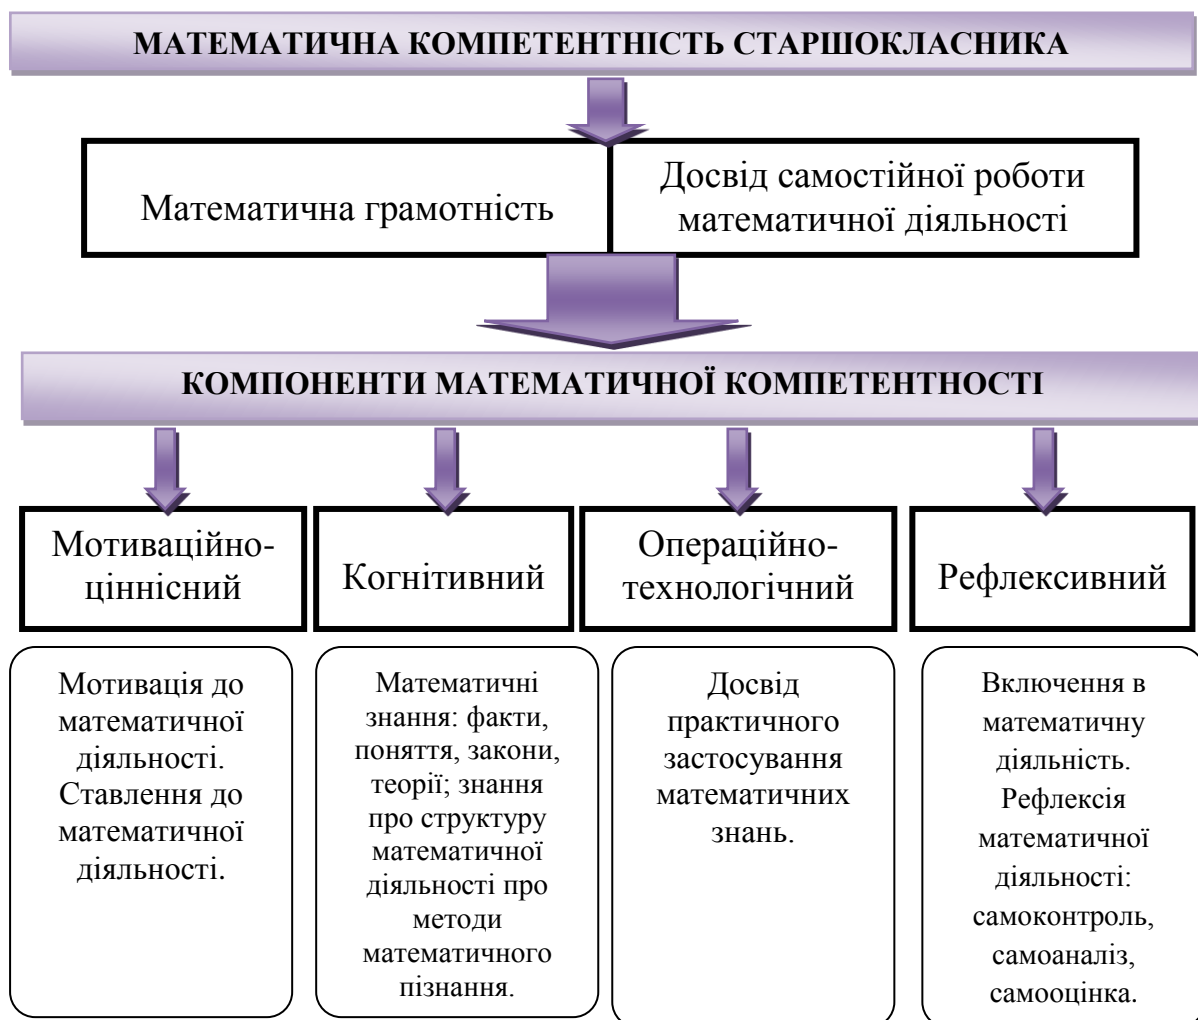 МАТЕМАТИЧНА КОМПЕТЕНТНІСТЬ СТАРШОКЛАСНИКА
Математична грамотність
Досвід самостійної роботи
математичної діяльності
КОМПОНЕНТИ МАТЕМАТИЧНОЇ КОМПЕТЕНТНОСТІ
Мотиваційно-
ціннісний
Когнітивний
Операційно-
технологічний
Рефлексивний
Мотивація до
математичної
діяльності.
Ставлення до
математичної
діяльності.
Математичні
знання: факти,
поняття, закони,
теорії; знання
про структуру
математичної
діяльності про
методи
математичного
пізнання.
Досвід
практичного
застосування
математичних
знань.
Включення в
математичну
діяльність.
Рефлексія
математичної
діяльності:
самоконтроль,
самоаналіз,
самооцінка.